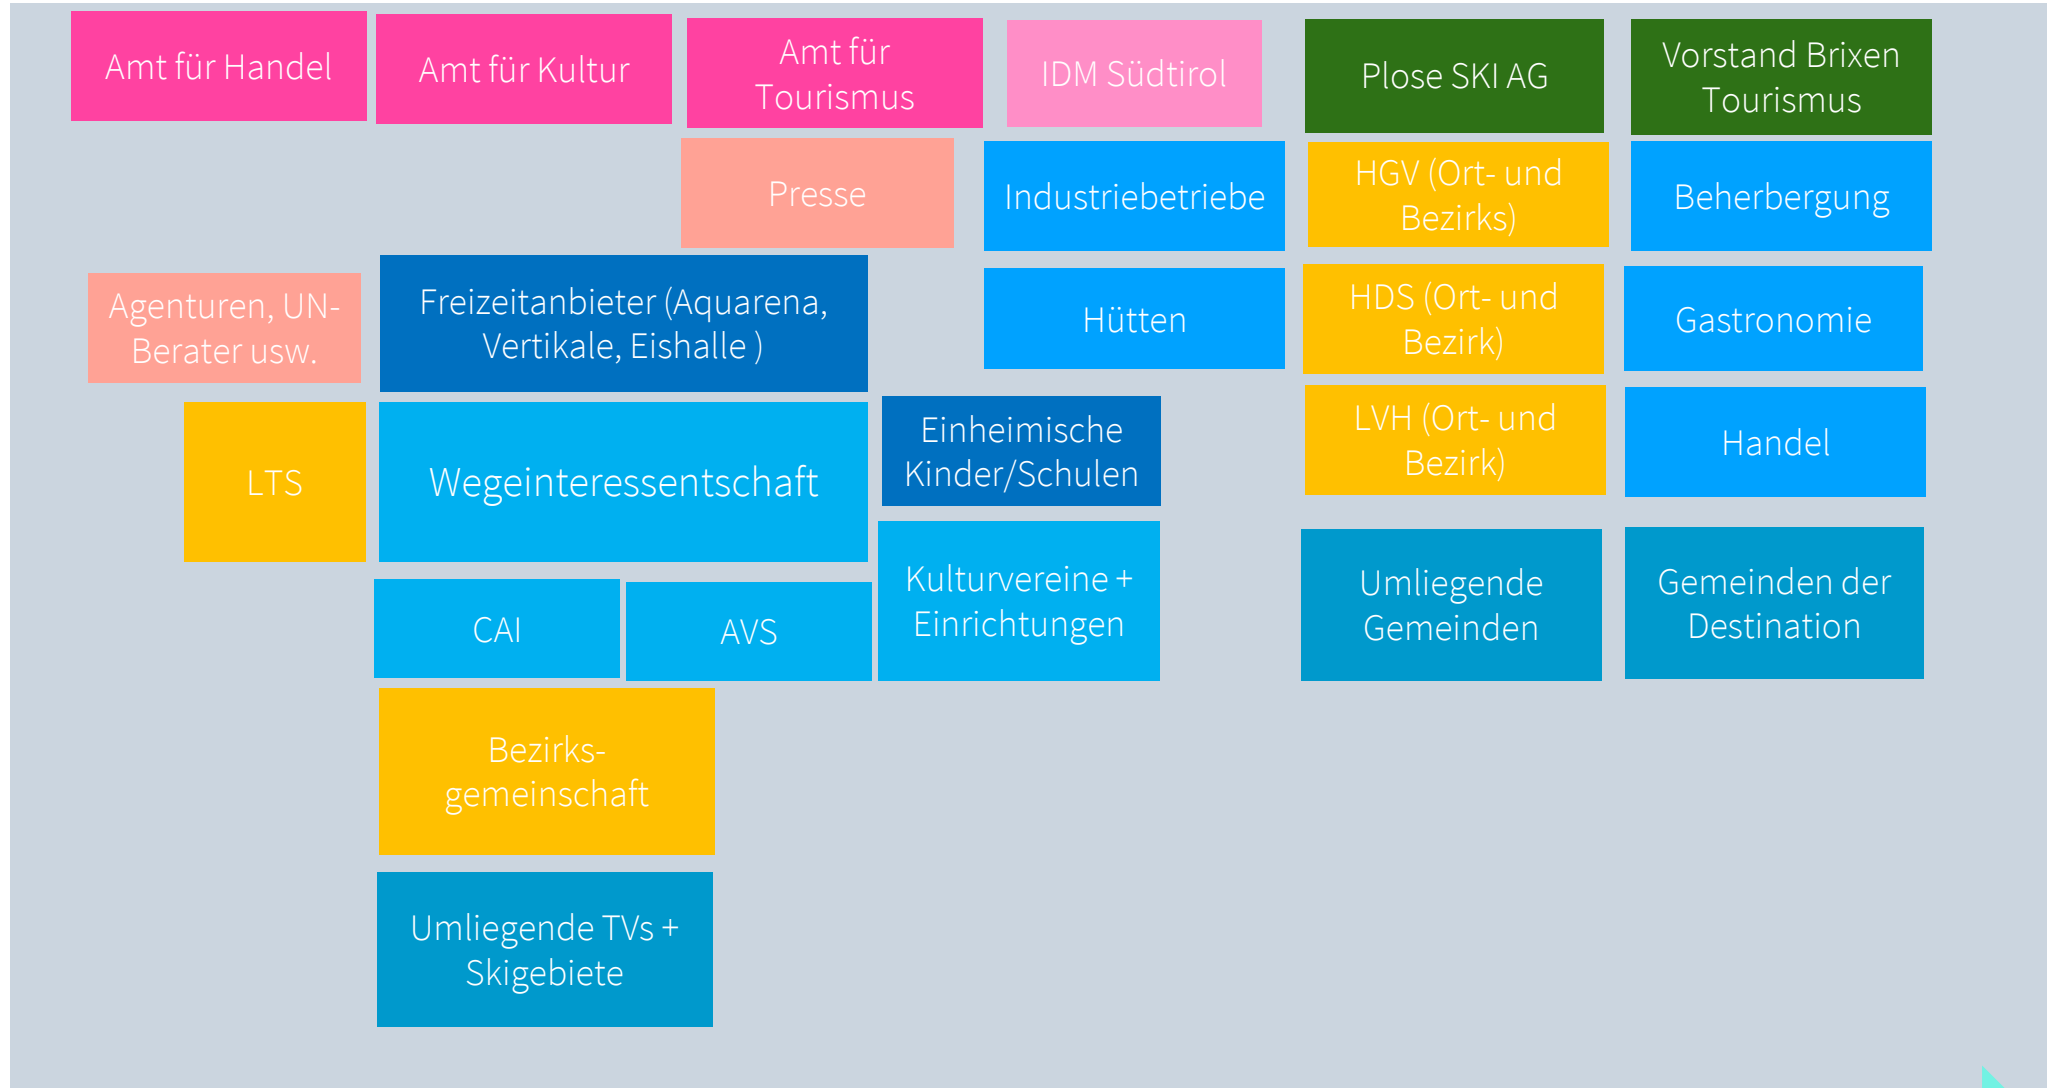 Amt für Handel
Amt für Kultur
Amt für
Tourismus
IDM Südtirol
Plose SKI AG
Vorstand Brixen
Tourismus
Presse
Industriebetriebe
HGV (Ort- und
Bezirks)
Beherbergung
Agenturen, UN-
Berater usw.
Freizeitanbieter (Aquarena,
Vertikale, Eishalle )
Hütten
HDS (Ort- und
Bezirk)
Gastronomie
LTS
Wegeinteressentschaft
Einheimische
Kinder/Schulen
LVH (Ort- und
Bezirk)
Handel
CAI
AVS
Kulturvereine +
Einrichtungen
Umliegende
Gemeinden
Gemeinden der
Destination
Bezirks-
gemeinschaft
Umliegende TVs +
Skigebiete